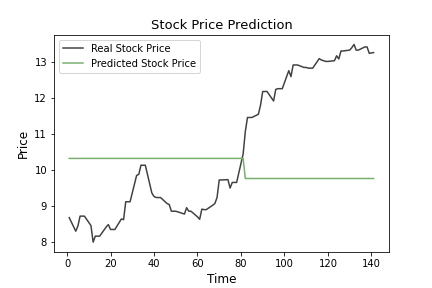 Stock Price Prediction
Real Stock Price
Predicted Stock Price
Price
13
12
11
10
9
8
0 20 40 60 80 100 120 140
Time